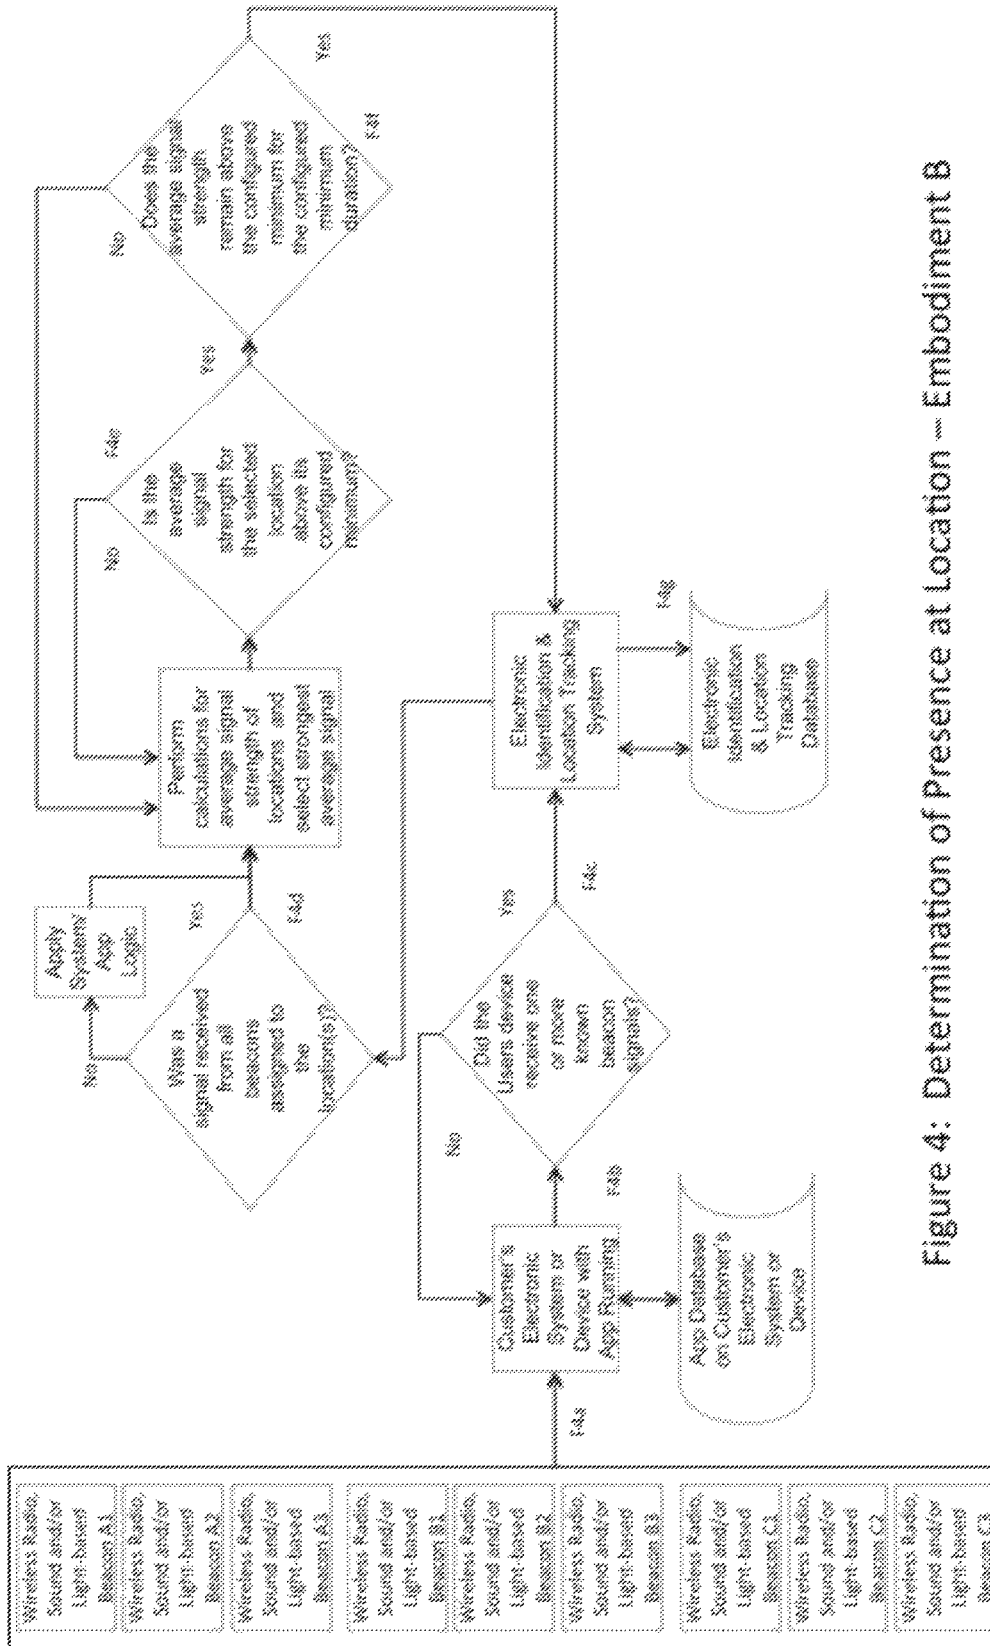 Wireless Radio,
Sound and/or
Light-based
Beacon A1
Wireless Radio,
Sound and/or
Light-based
Beacon A2
Wireless Radio,
Sound and/or
Light-based
Beacon A3
Wireless Radio,
Sound and/or
Light-based
Beacon B1
Wireless Radio,
Sound and/or
Light-based
Beacon B2
Wireless Radio,
Sound and/or
Light-based
Beacon B3
Wireless Radio,
Sound and/or
Light-based
Beacon C1
Wireless Radio,
Sound and/or
Light-based
Beacon C2
Wireless Radio,
Sound and/or
Light-based
Beacon C3
F4a
Customer's
Electronic
System or
Device with
App Running
App Database
on Customer's
Electronic
System or
Device
F4b
No
Did the
Users device
receive one
or more
known
beacon
signals?
Yes
F4c
Electronic
Identification &
Location Tracking
System
F4g
Electronic
Identification
& Location
Tracking
Database
No
Was a
signal received
from all
beacons
assigned to
the
location(s)?
Apply
System/
App
Logic
Yes
F4d
Perform
calculations for
average signal
strength of
locations and
select strongest
average signal
No
Is the
average
signal
strength for
the selected
location
above its
configured
minimum?
F4e
Yes
No
Does the
average signal
strength
remain above
the configured
minimum for
the configured
minimum
duration?
Yes
F4f
Figure 4: Determination of Presence at Location – Embodiment B